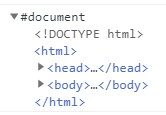 #document
<!DOCTYPE html>
<html>
<head>…</head>
<body>…</body>
</html>